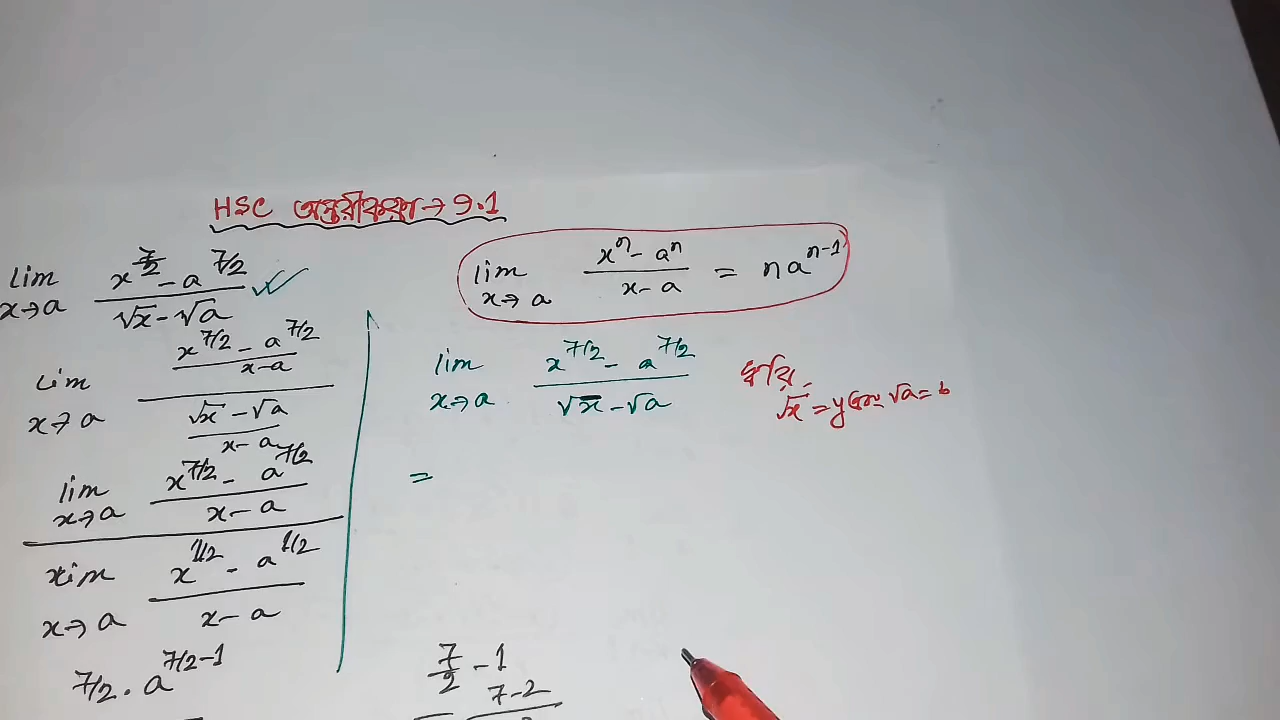 HSC অন্তরীকরণ → 9.1
lim x→a (x^7/2 - a^7/2) / (√x - √a) ✓
lim x→a ((x^7/2 - a^7/2) / (x-a)) / ((√x - √a) / (x-a))
lim x→a (x^7/2 - a^7/2) / (x-a)
lim x→a (x^1/2 - a^1/2) / (x-a)
7/2 . a^7/2-1
lim x→a (x^n - a^n) / (x-a) = na^n-1
lim x→a (x^7/2 - a^7/2) / (√x - √a)
ধরি,
√x = y এবং √a = b
=
7/2 - 1
7-2